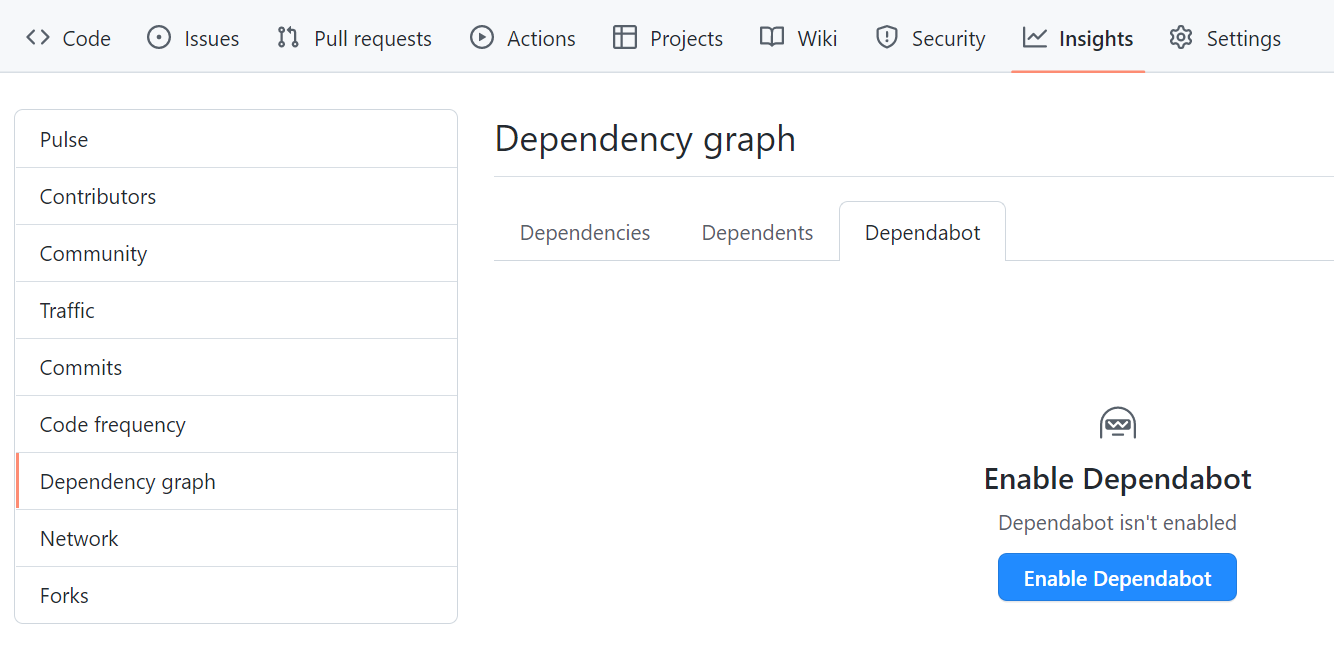 Code Issues Pull requests Actions Projects Wiki Security Insights Settings
Pulse
Contributors
Community
Traffic
Commits
Code frequency
Dependency graph
Network
Forks
Dependency graph
Dependencies Dependents Dependabot
Enable Dependabot
Dependabot isn't enabled
Enable Dependabot